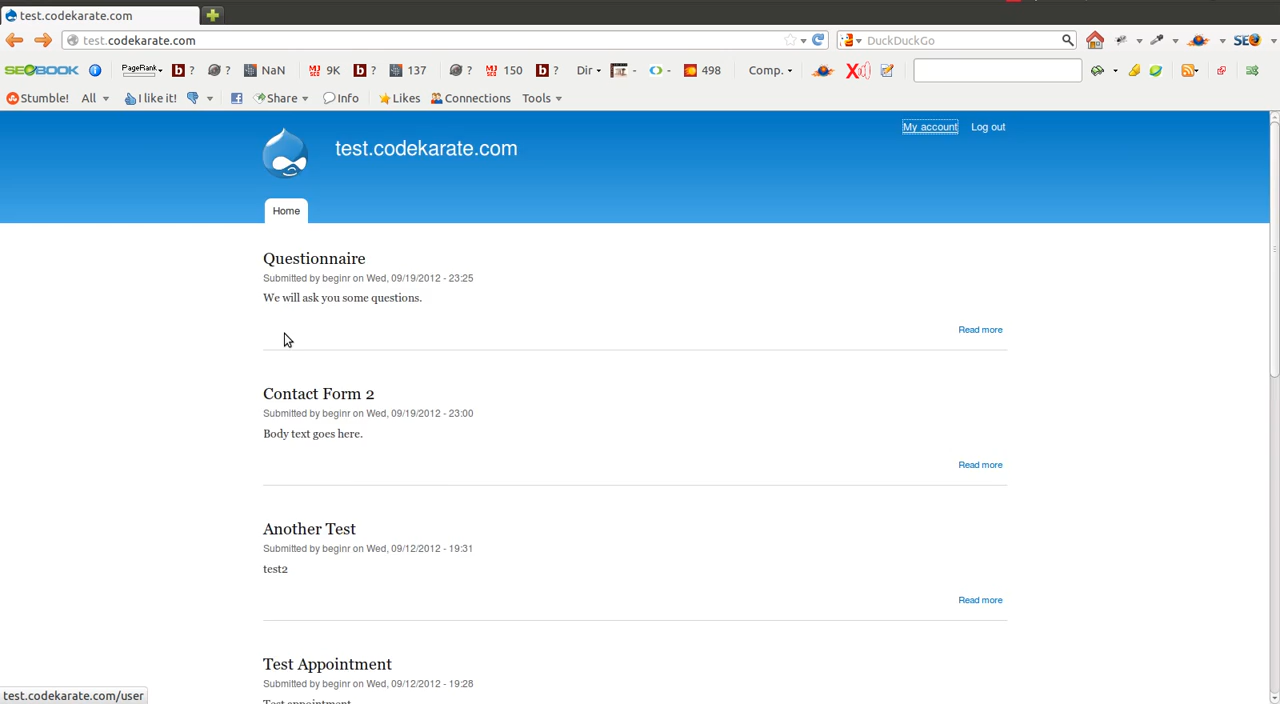 test.codekarate.com
test.codekarate.com
DuckDuckGo
SEO
SEOBOOK PageRank ? ? NaN 9K ? 137 ? 150 ? Dir 498 Comp.
Stumble! All I like it! Share Info Likes Connections Tools
My account Log out
test.codekarate.com
Home
Questionnaire
Submitted by beginr on Wed, 09/19/2012 - 23:25
We will ask you some questions.
Read more
Contact Form 2
Submitted by beginr on Wed, 09/19/2012 - 23:00
Body text goes here.
Read more
Another Test
Submitted by beginr on Wed, 09/12/2012 - 19:31
test2
Read more
Test Appointment
Submitted by beginr on Wed, 09/12/2012 - 19:28
Test appointment
test.codekarate.com/user